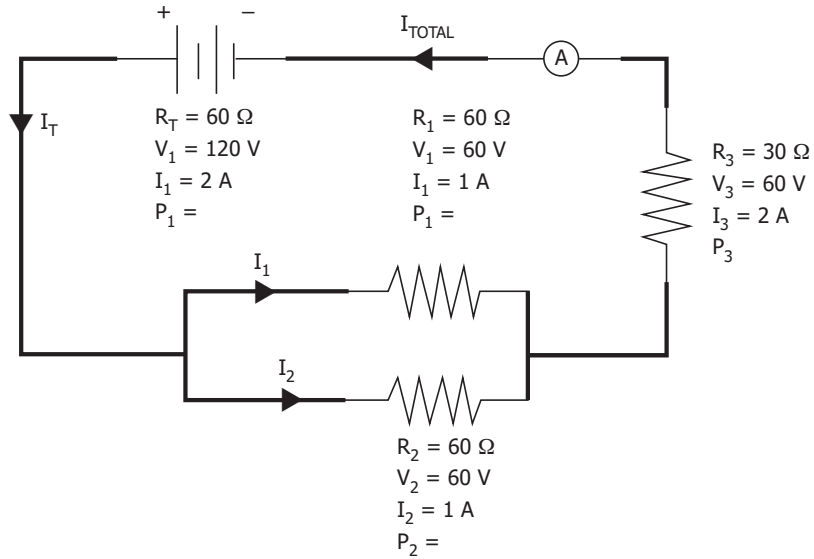 + −
I_TOTAL
A
I_T
R_T = 60 Ω
V_1 = 120 V
I_1 = 2 A
P_1 =
R_1 = 60 Ω
V_1 = 60 V
I_1 = 1 A
P_1 =
R_3 = 30 Ω
V_3 = 60 V
I_3 = 2 A
P_3
I_1
I_2
R_2 = 60 Ω
V_2 = 60 V
I_2 = 1 A
P_2 =